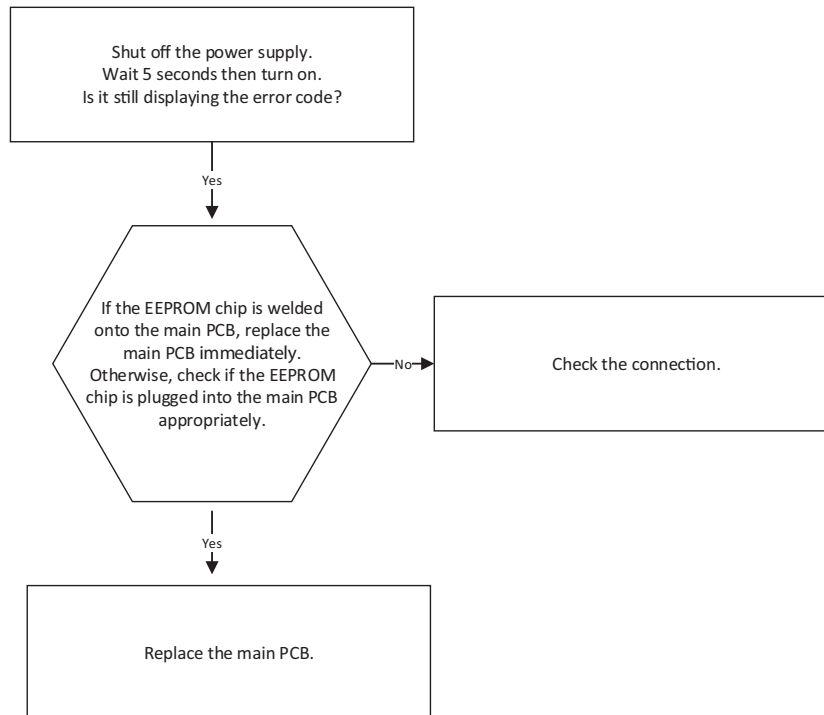 Shut off the power supply.
Wait 5 seconds then turn on.
Is it still displaying the error code?
Yes
If the EEPROM chip is welded
onto the main PCB, replace the
main PCB immediately.
Otherwise, check if the EEPROM
chip is plugged into the main PCB
appropriately.
No
Check the connection.
Yes
Replace the main PCB.